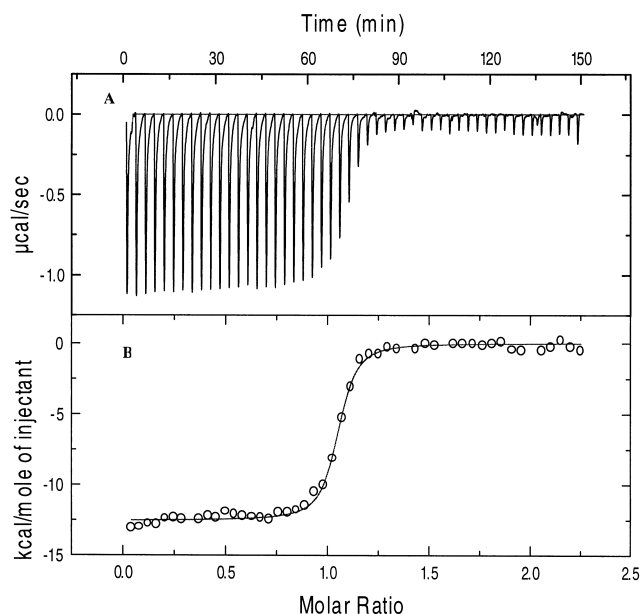 Time (min)
0 30 60 90 120 150
A
0.0
-0.5
-1.0
µcal/sec
B
0
-5
-10
-15
kcal/mole of injectant
0.0 0.5 1.0 1.5 2.0 2.5
Molar Ratio